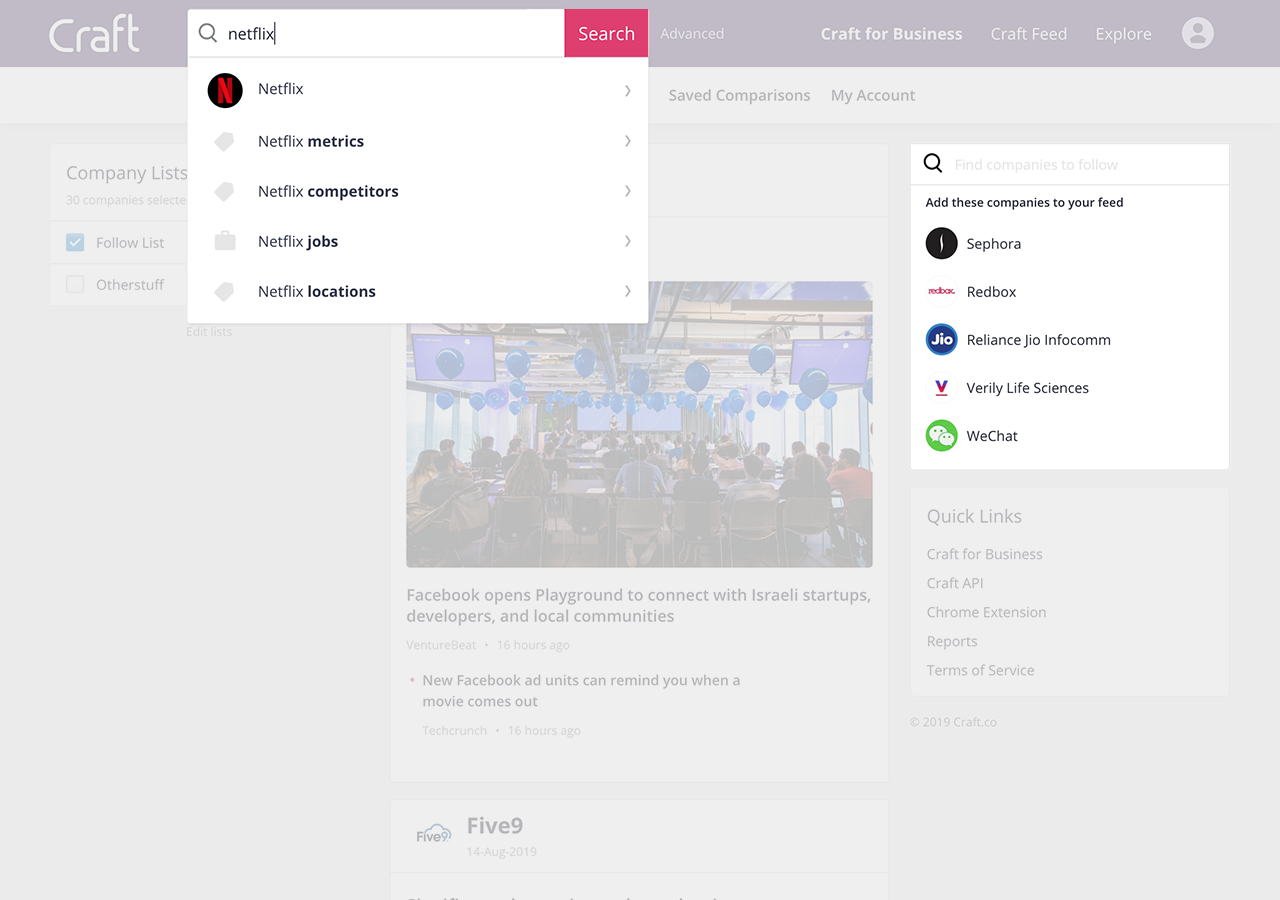 Craft
netflix
Search
Advanced
Craft for Business
Craft Feed
Explore
Netflix
Netflix metrics
Netflix competitors
Netflix jobs
Netflix locations
Saved Comparisons
My Account
Company Lists
30 companies selecte
Follow List
Otherstuff
Edit lists
Facebook opens Playground to connect with Israeli startups,
developers, and local communities
VentureBeat • 16 hours ago
• New Facebook ad units can remind you when a
movie comes out
Techcrunch • 16 hours ago
Five9
Five9
14-Aug-2019
Find companies to follow
Add these companies to your feed
Sephora
redbox.
Redbox
Jio
Reliance Jio Infocomm
Verily Life Sciences
WeChat
Quick Links
Craft for Business
Craft API
Chrome Extension
Reports
Terms of Service
© 2019 Craft.co